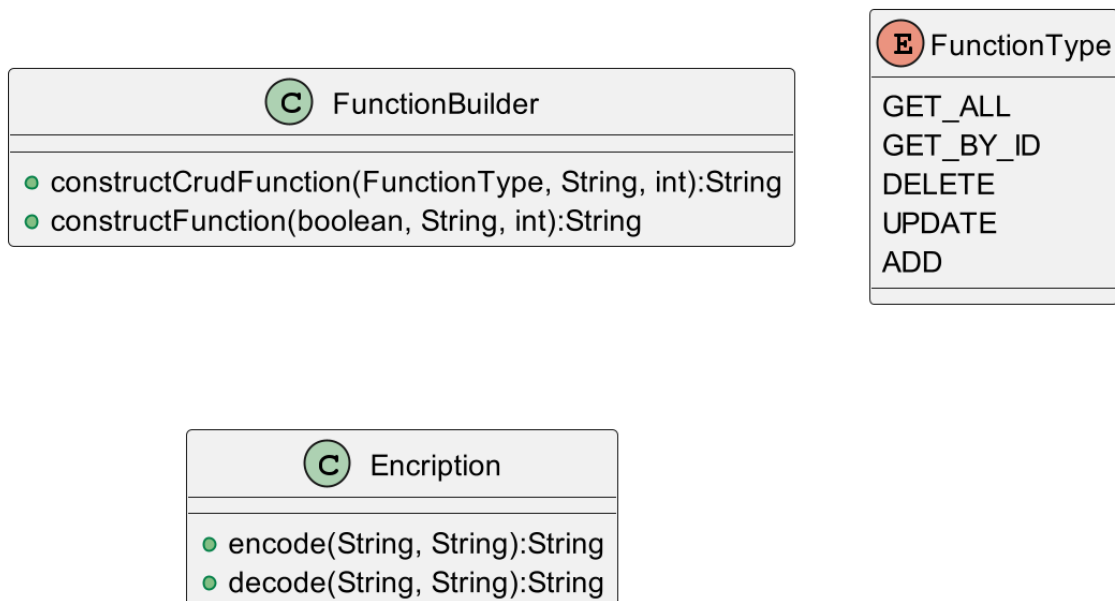 C FunctionBuilder
constructCrudFunction(FunctionType, String, int):String
constructFunction(boolean, String, int):String
E FunctionType
GET_ALL
GET_BY_ID
DELETE
UPDATE
ADD
C Encription
encode(String, String):String
decode(String, String):String